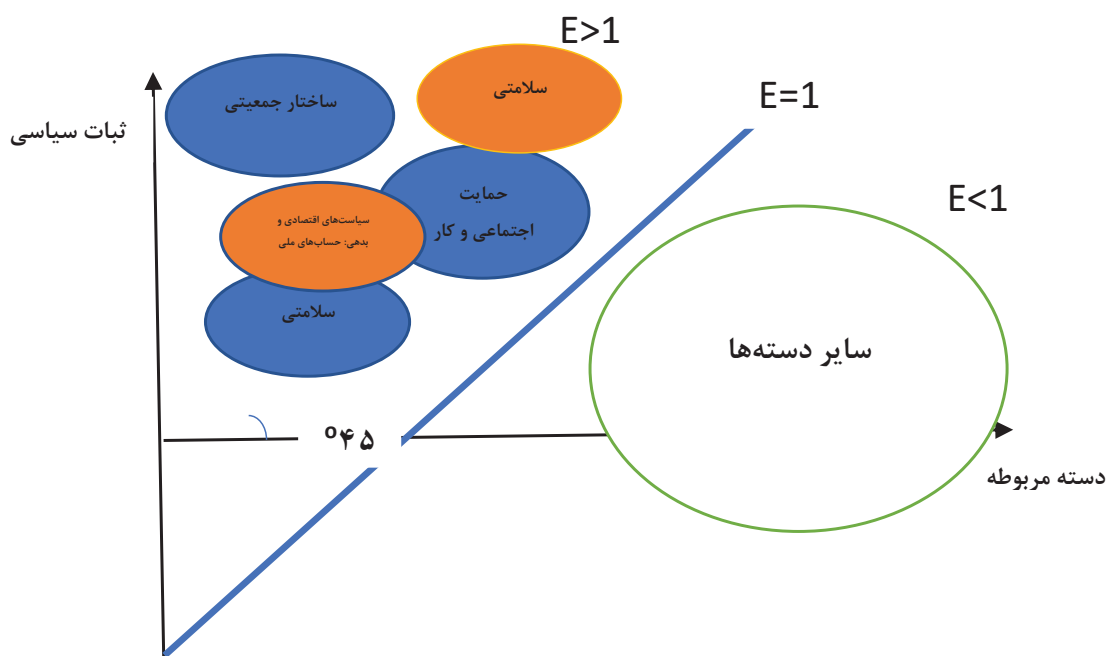 E>1
E=1
سلامتی
ساختار جمعیتی
ثبات سیاسی
حمایت
اجتماعی و کار
E<1
سیاست‌های اقتصادی و
بدهی: حساب‌های ملی
سلامتی
سایر دسته‌ها
۴۵°
دسته مربوطه